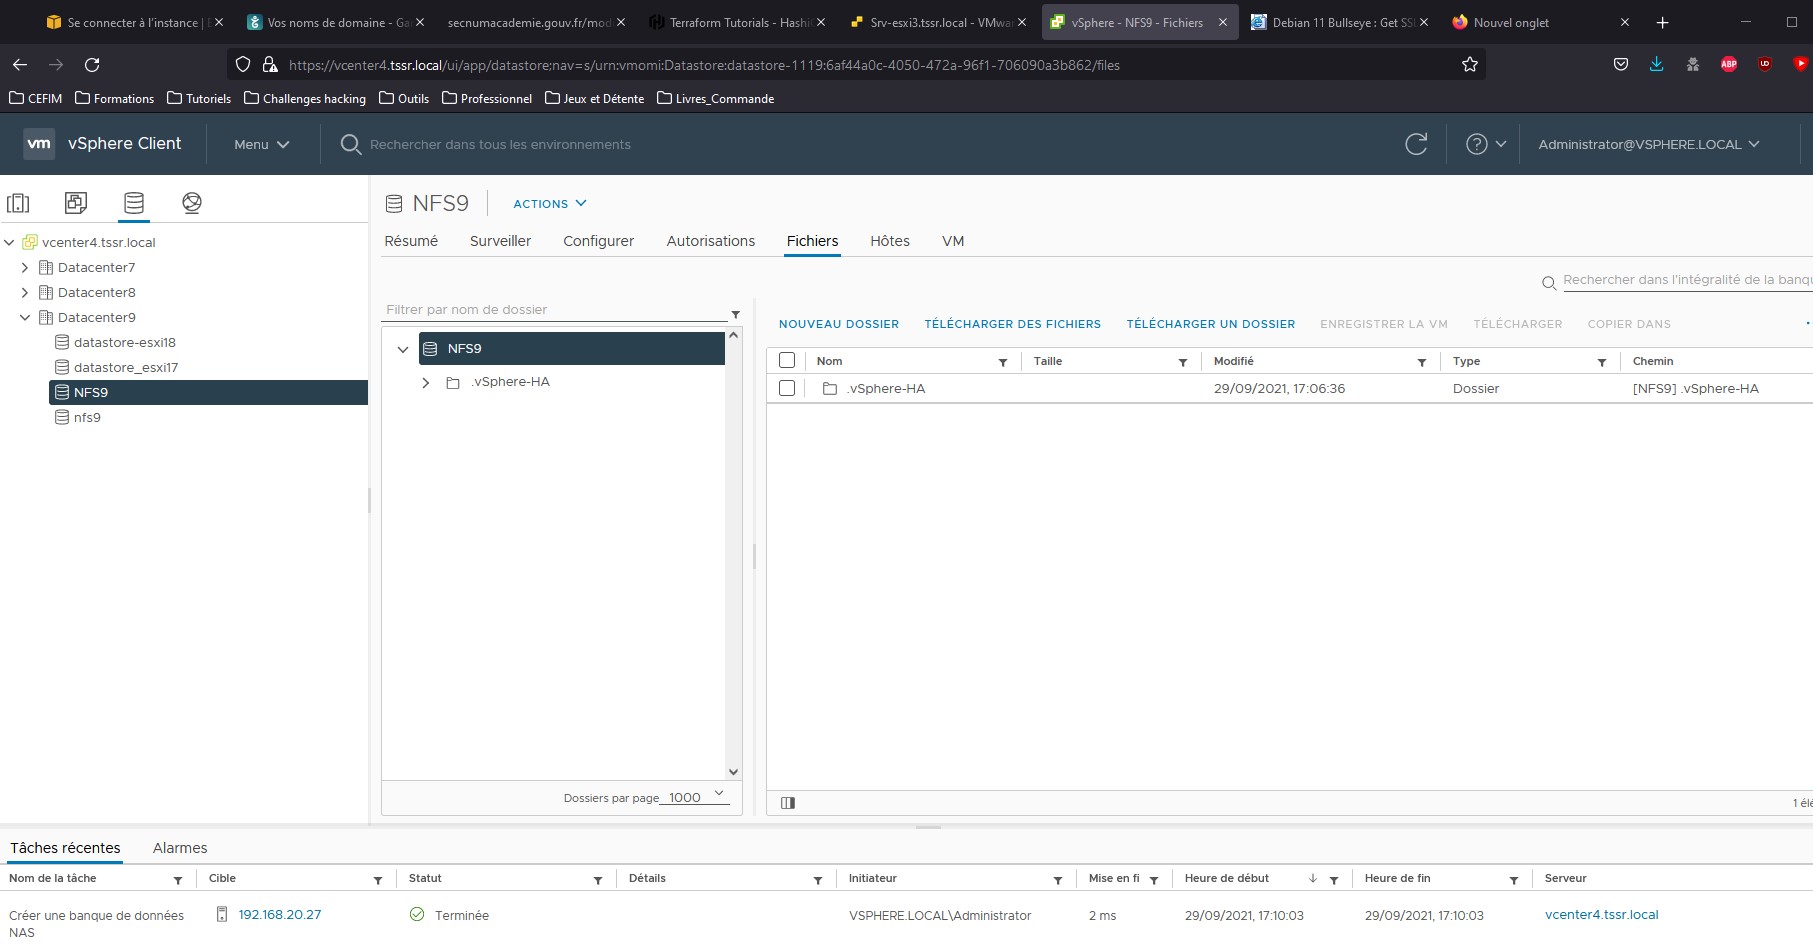 Se connecter à l'instance | E
Vos noms de domaine - Ga
secnumacademie.gouv.fr/mod
Terraform Tutorials - Hashi
Srv-esxi3.tssr.local - VMwar
vSphere - NFS9 - Fichiers
Debian 11 Bullseye : Get SSL
Nouvel onglet
https://vcenter4.tssr.local/ui/app/datastore;nav=s/urn:vmomi:Datastore:datastore-1119:6af44a0c-4050-472a-96f1-706090a3b862/files
ABP
CEFIM
Formations
Tutoriels
Challenges hacking
Outils
Professionnel
Jeux et Détente
Livres_Commande
vm
vSphere Client
Menu
Rechercher dans tous les environnements
Administrator@VSPHERE.LOCAL
vcenter4.tssr.local
Datacenter7
Datacenter8
Datacenter9
datastore-esxi18
datastore_esxi17
NFS9
nfs9
NFS9
ACTIONS
Résumé
Surveiller
Configurer
Autorisations
Fichiers
Hôtes
VM
Rechercher dans l'intégralité de la banqu
Filtrer par nom de dossier
NFS9
.vSphere-HA
Dossiers par page 1000
NOUVEAU DOSSIER
TÉLÉCHARGER DES FICHIERS
TÉLÉCHARGER UN DOSSIER
ENREGISTRER LA VM
TÉLÉCHARGER
COPIER DANS
Nom Taille Modifié Type Chemin
.vSphere-HA 29/09/2021, 17:06:36 Dossier [NFS9] .vSphere-HA
1 élé
Tâches récentes
Alarmes
Nom de la tâche Cible Statut Détails Initiateur Mise en fi Heure de début Heure de fin Serveur
Créer une banque de données 192.168.20.27 Terminée VSPHERE.LOCAL\Administrator 2 ms 29/09/2021, 17:10:03 29/09/2021, 17:10:03 vcenter4.tssr.local
NAS